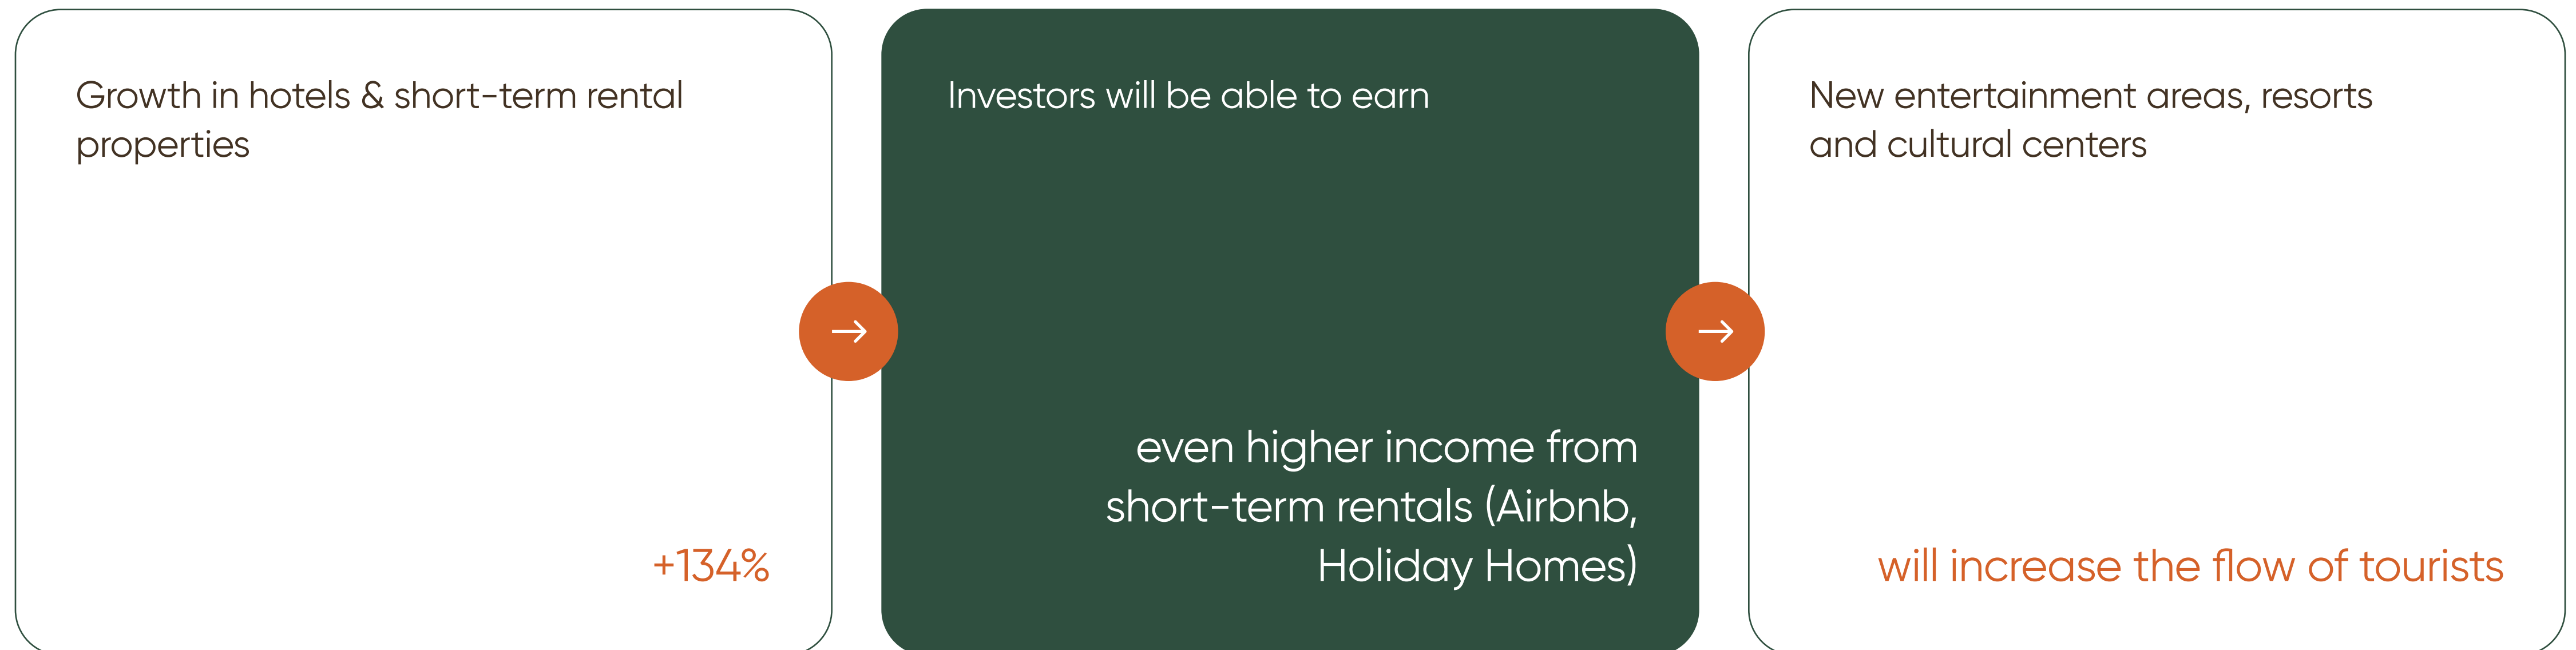 Growth in hotels & short-term rental
properties
+134%
Investors will be able to earn
even higher income from
short-term rentals (Airbnb,
Holiday Homes)
New entertainment areas, resorts
and cultural centers
will increase the flow of tourists